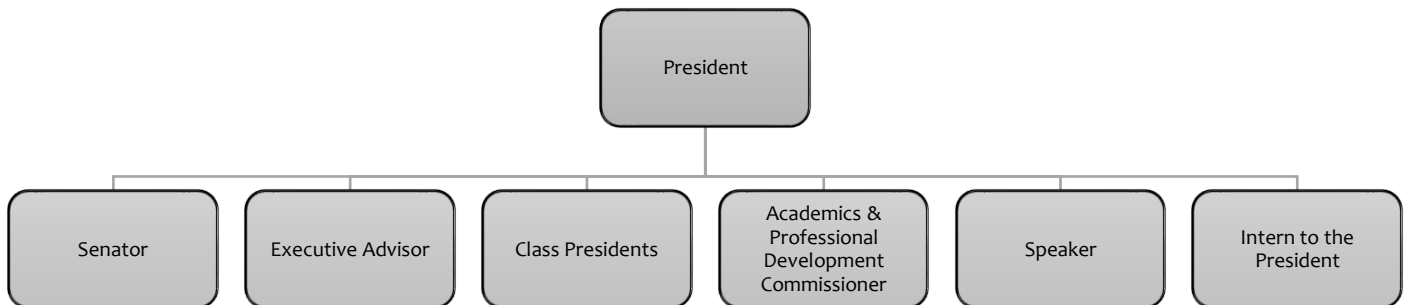 President
Senator
Executive Advisor
Class Presidents
Academics &
Professional
Development
Commissioner
Speaker
Intern to the
President